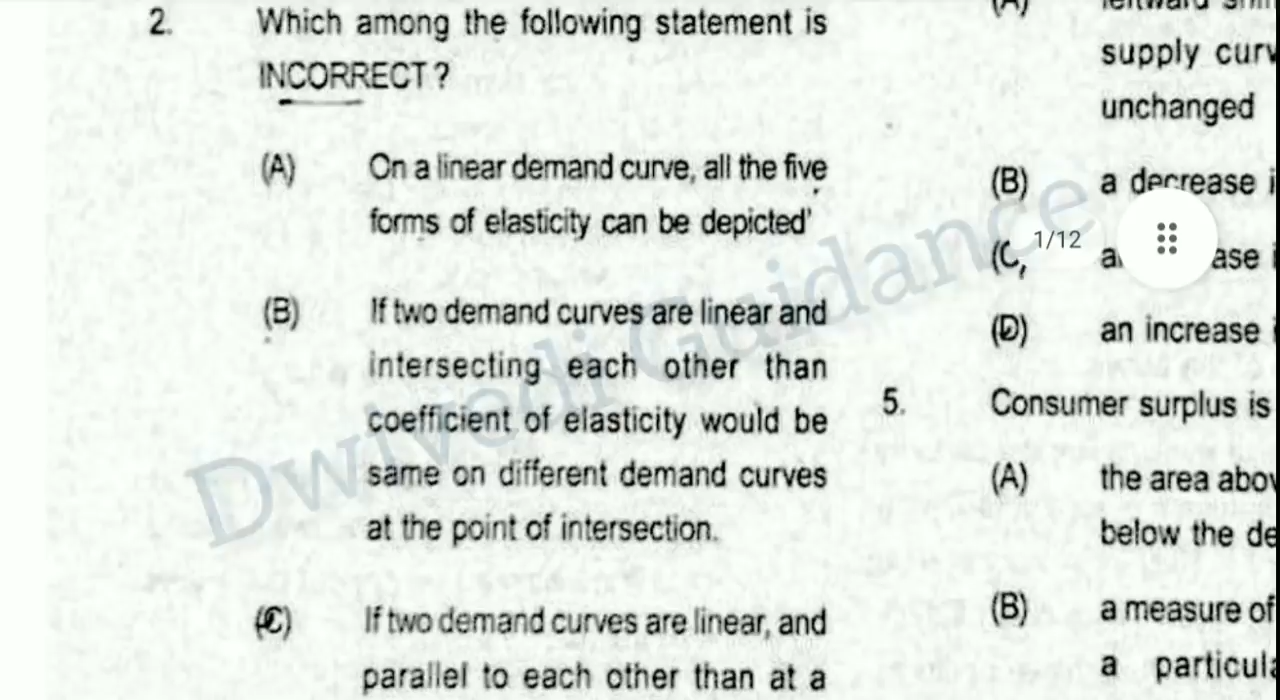 2. Which among the following statement is
INCORRECT ?
(A) On a linear demand curve, all the five
forms of elasticity can be depicted'
(B) If two demand curves are linear and
intersecting each other than
coefficient of elasticity would be
same on different demand curves
at the point of intersection.
(C) If two demand curves are linear, and
parallel to each other than at a
(A)
supply curv
unchanged
(B) a decrease i
(C, a ase i
1/12
(D) an increase i
5. Consumer surplus is
(A) the area abov
below the de
(B) a measure of
a particula
Dwivedi Guidance